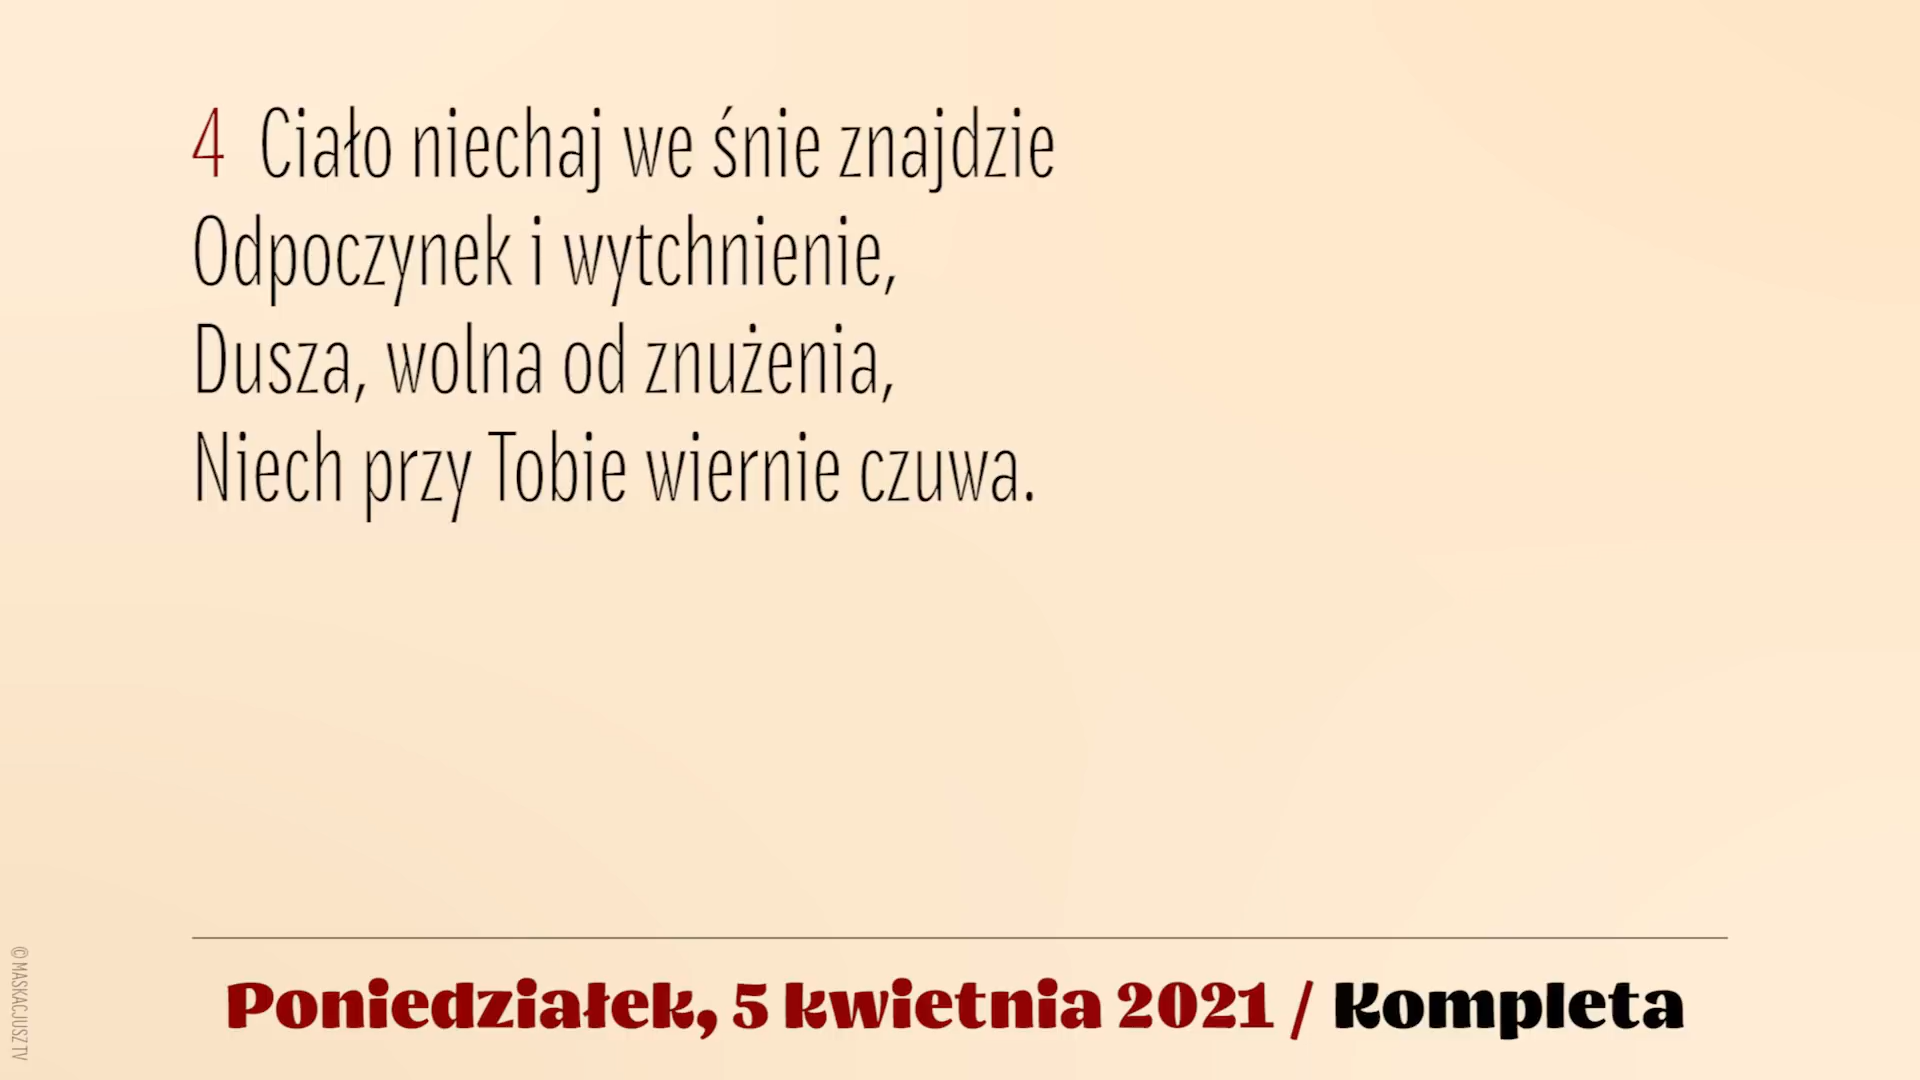 4 Ciało niechaj we śnie znajdzie
Odpoczynek i wytchnienie,
Dusza, wolna od znużenia,
Niech przy Tobie wiernie czuwa.
Poniedziałek, 5 kwietnia 2021 / Kompleta
© MASKACJUSZ TV